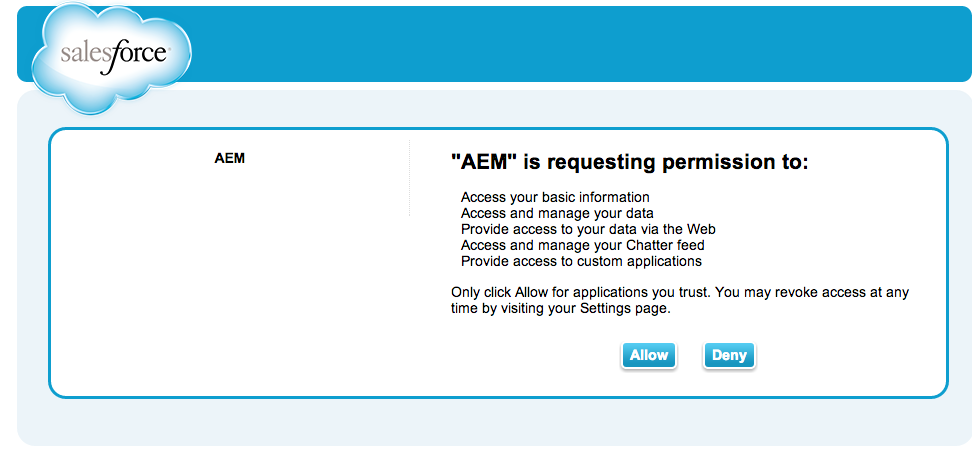 salesforce
AEM
"AEM" is requesting permission to:
Access your basic information
Access and manage your data
Provide access to your data via the Web
Access and manage your Chatter feed
Provide access to custom applications
Only click Allow for applications you trust. You may revoke access at any
time by visiting your Settings page.
Allow Deny